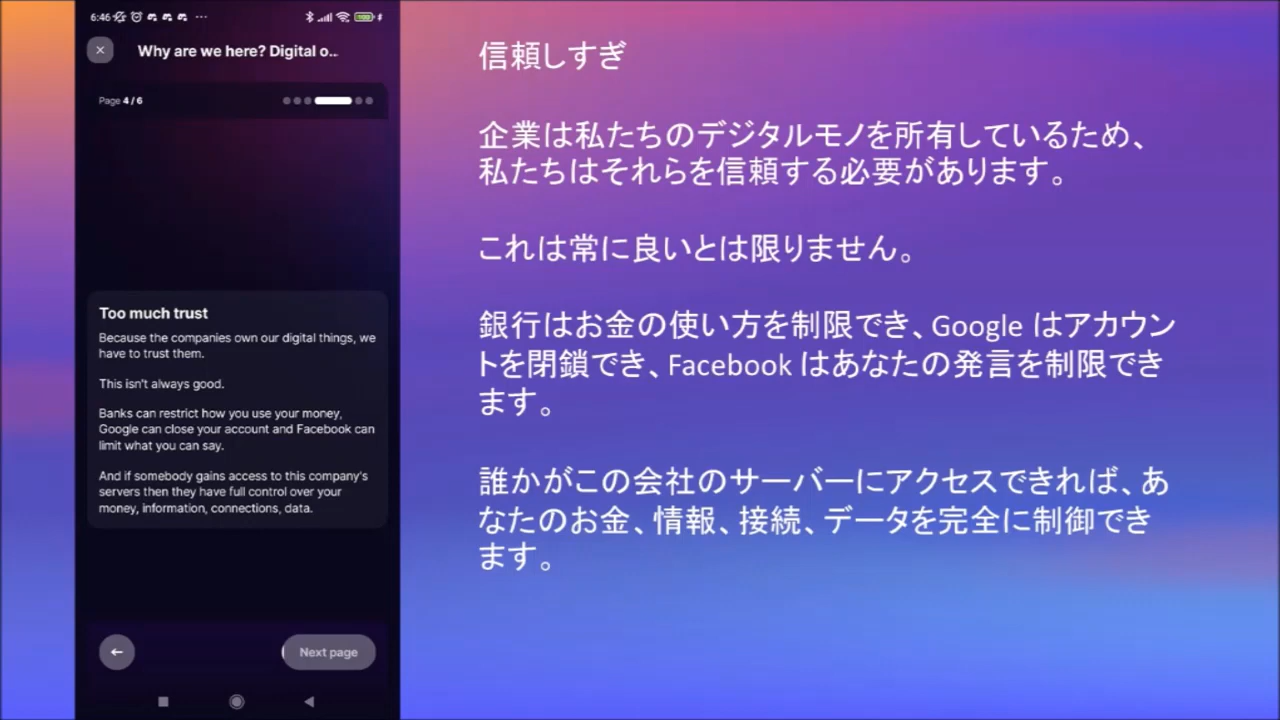 6:46
Why are we here? Digital o...
Page 4 / 6
Too much trust
Because the companies own our digital things, we
have to trust them.
This isn't always good.
Banks can restrict how you use your money,
Google can close your account and Facebook can
limit what you can say.
And if somebody gains access to this company's
servers then they have full control over your
money, information, connections, data.
Next page
信頼しすぎ
企業は私たちのデジタルモノを所有しているため、
私たちはそれらを信頼する必要があります。
これは常に良いとは限りません。
銀行はお金の使い方を制限でき、Google はアカウン
トを閉鎖でき、Facebook はあなたの発言を制限でき
ます。
誰かがこの会社のサーバーにアクセスできれば、あ
なたのお金、情報、接続、データを完全に制御でき
ます。